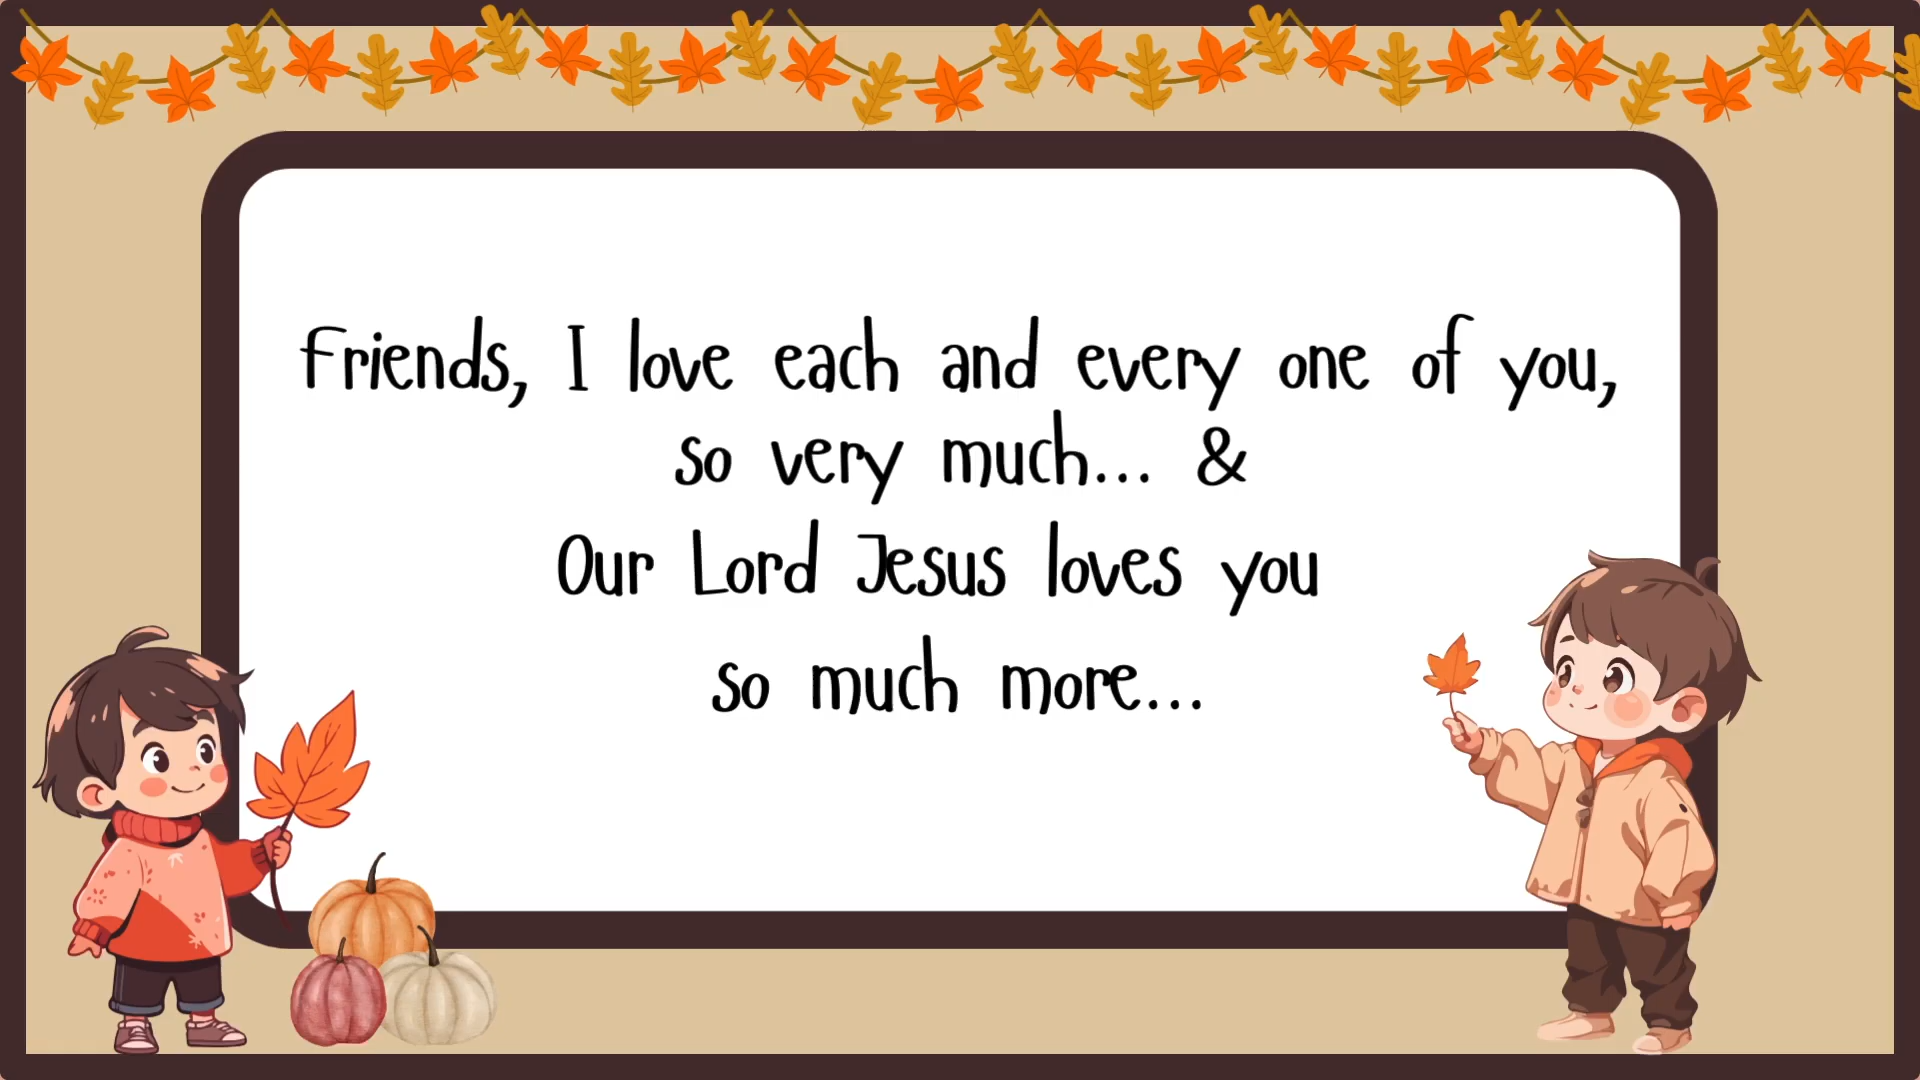 Friends, I love each and every one of you,
so very much... &
Our Lord Jesus loves you
so much more...